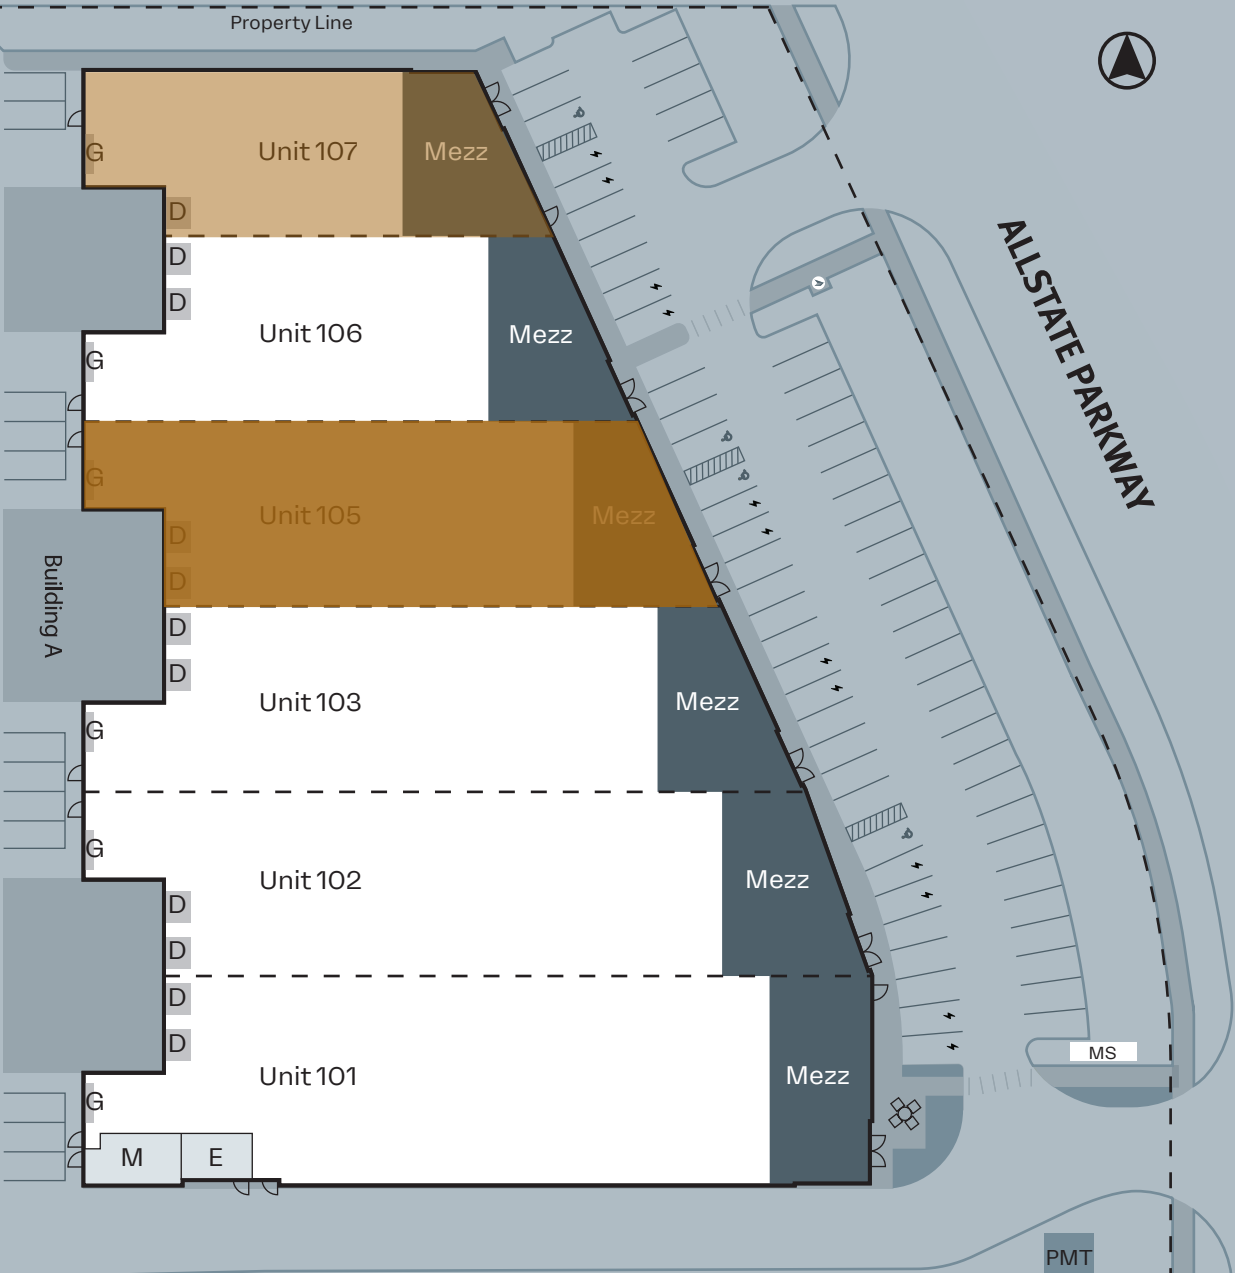 Property Line
G
Unit 107
Mezz
D
D
D
Unit 106
Mezz
G
ALLSTATE PARKWAY
G
Unit 105
Mezz
D
D
Building A
D
D
Unit 103
Mezz
G
G
Unit 102
Mezz
D
D
D
D
MS
Unit 101
Mezz
G
M
E
PMT